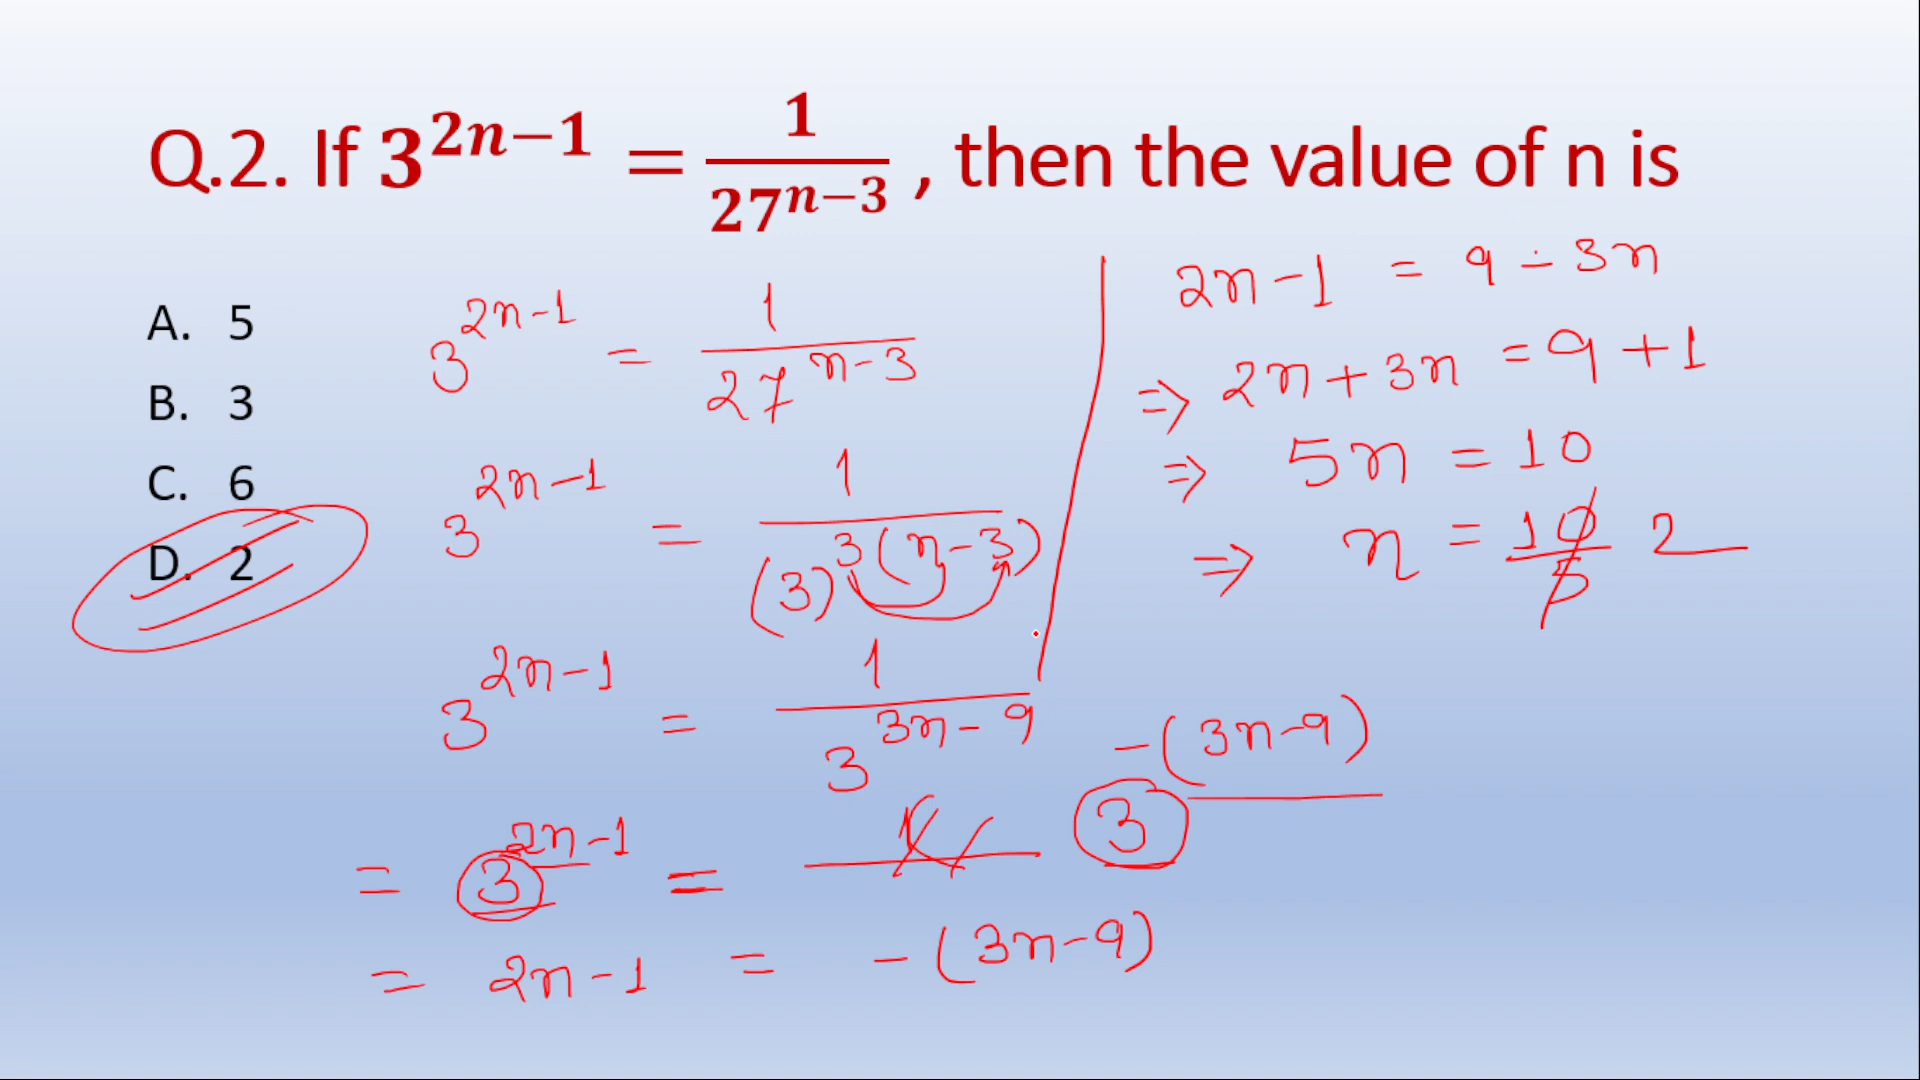 Q.2. If 3^{2n−1} = 1/27^{n−3} , then the value of n is
A. 5
B. 3
C. 6
D. 2
3^{2n-1} = 1/27^{n-3}
3^{2n-1} = 1/(3)^{3(n-3)}
3^{2n-1} = 1/3^{3n-9}
= 3^{2n-1} = 1/ 3^{-(3n-9)}
= 2n-1 = -(3n-9)
2n-1 = 9-3n
⇒ 2n+3n = 9+1
⇒ 5n = 10
⇒ n = 10/5 2